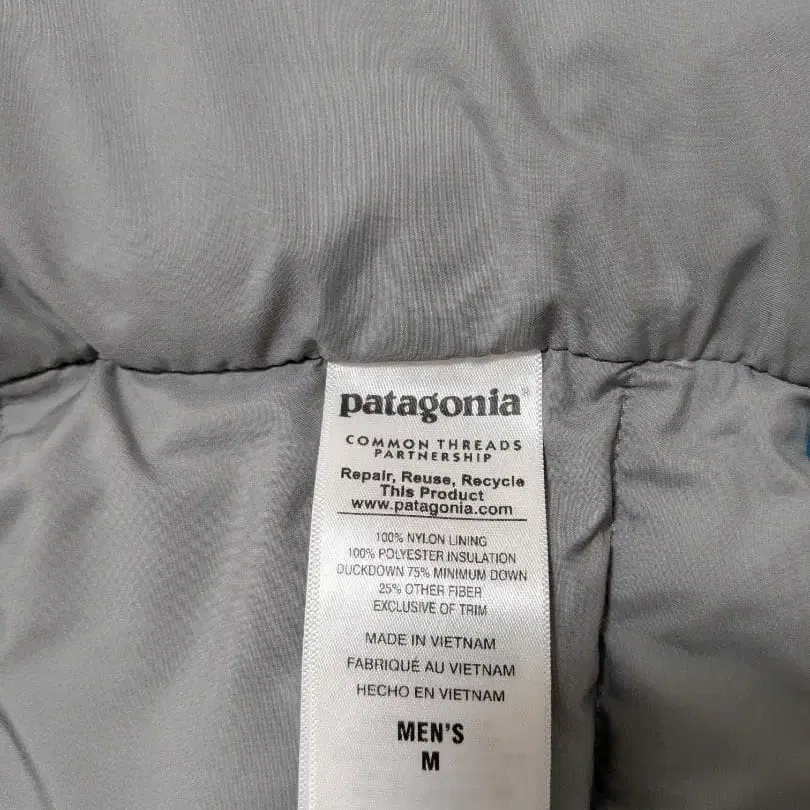 patagonia®
COMMON THREADS
PARTNERSHIP
Repair, Reuse, Recycle
This Product
www.patagonia.com
100% NYLON LINING
100% POLYESTER INSULATION
DUCKDOWN 75% MINIMUM DOWN
25% OTHER FIBER
EXCLUSIVE OF TRIM
MADE IN VIETNAM
FABRIQUÉ AU VIETNAM
HECHO EN VIETNAM
MEN'S
M